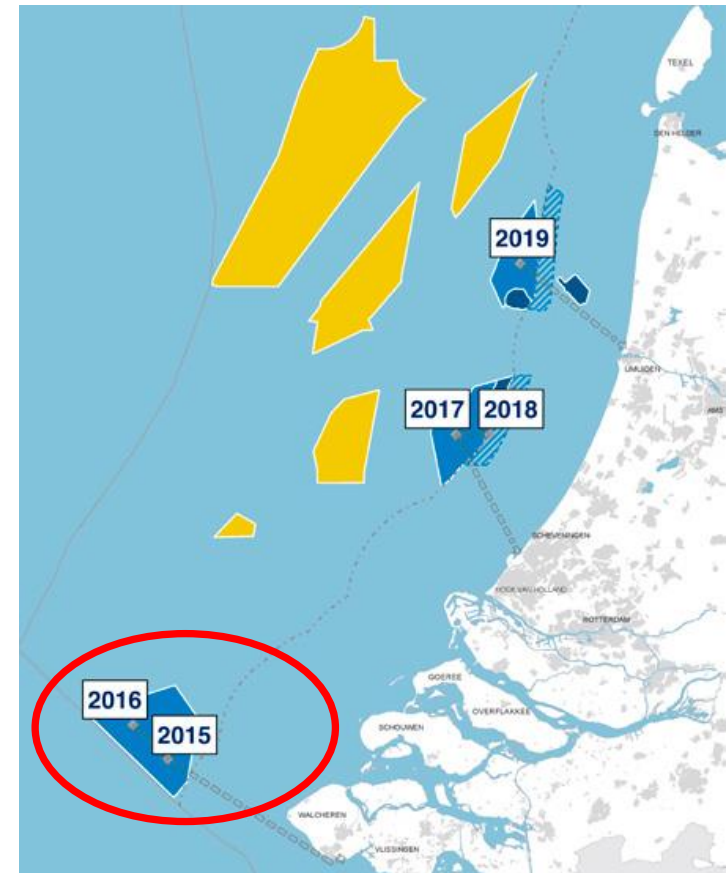 TEXEL
DEN HELDER
2019
IJMUIDEN
AMS
2017
2018
SCHEVENINGEN
HOEK VAN HOLLAND
ROTTERDAM
GOEREE
OVERFLAKKEE
2016
SCHOUWEN
2015
WALCHEREN
VLISSINGEN